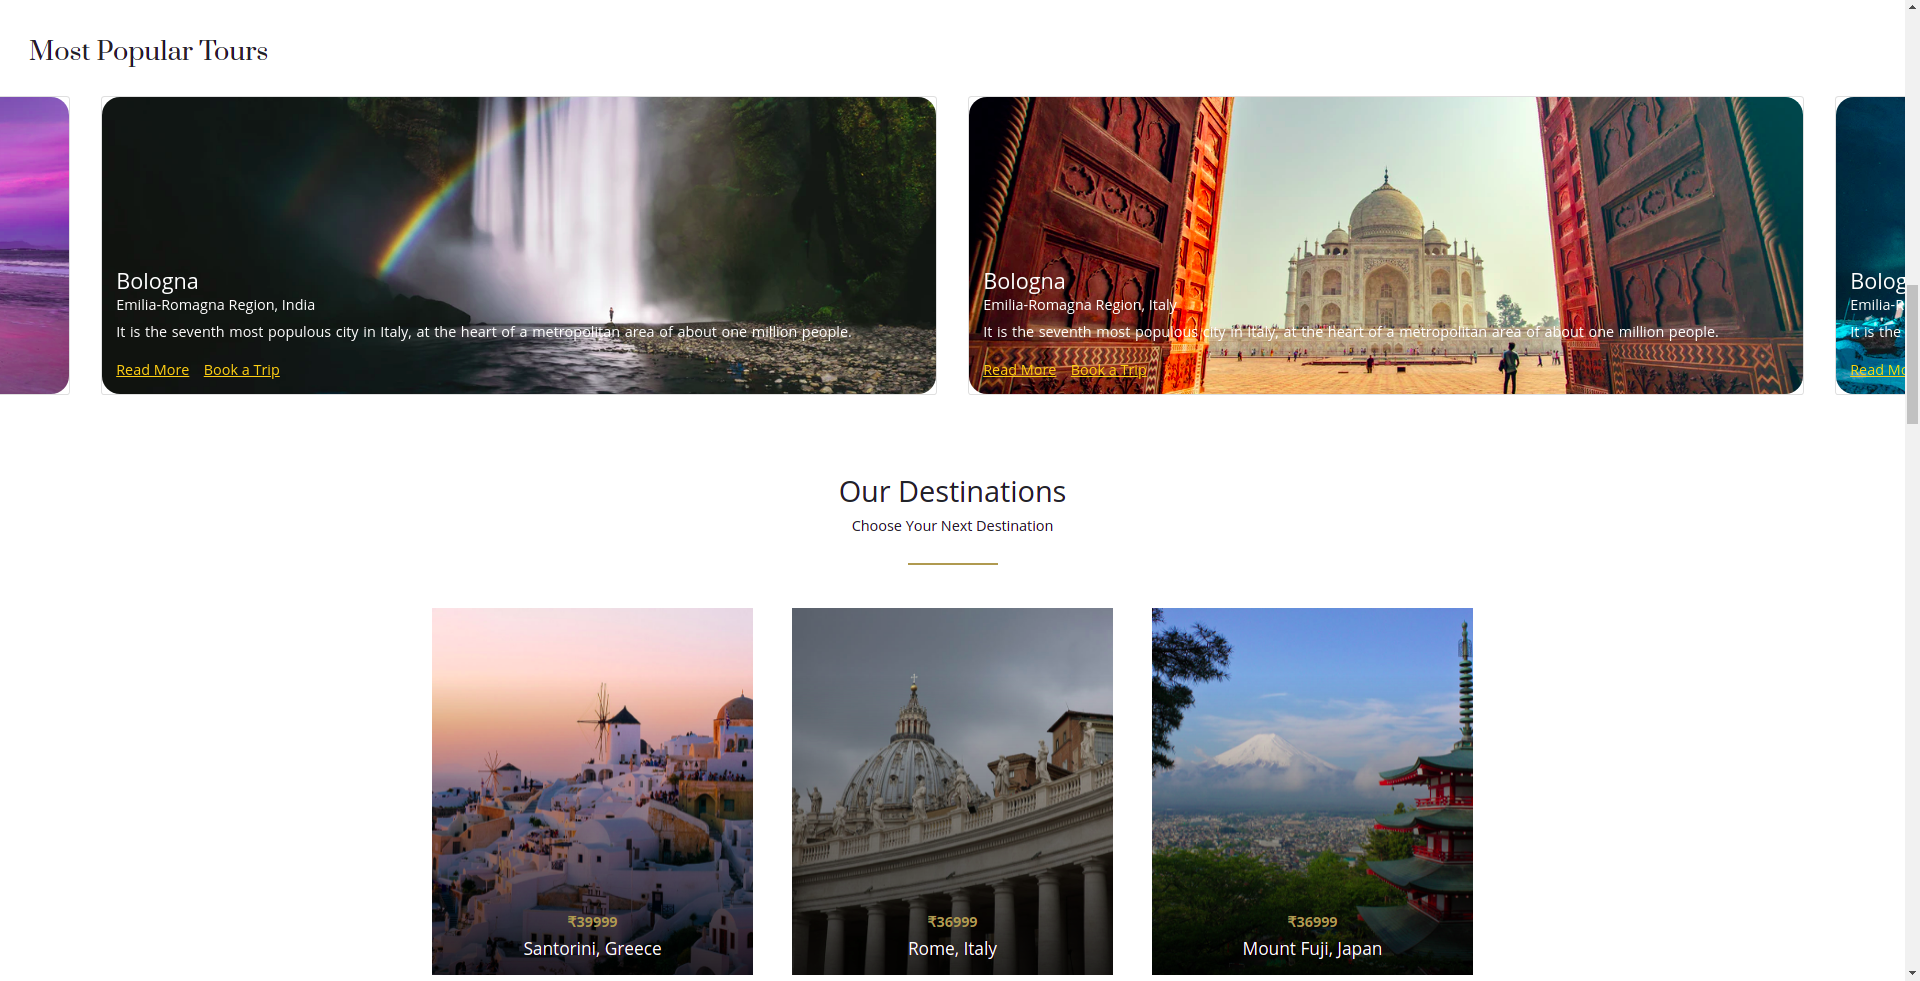 Most Popular Tours
Bologna
Emilia-Romagna Region, India
It is the seventh most populous city in Italy, at the heart of a metropolitan area of about one million people.
Read More Book a Trip
Bologna
Emilia-Romagna Region, Italy
It is the seventh most populous city in Italy, at the heart of a metropolitan area of about one million people.
Read More Book a Trip
Bolog
Emilia-R
It is the
Read Mo
Our Destinations
Choose Your Next Destination
₹39999
Santorini, Greece
₹36999
Rome, Italy
₹36999
Mount Fuji, Japan